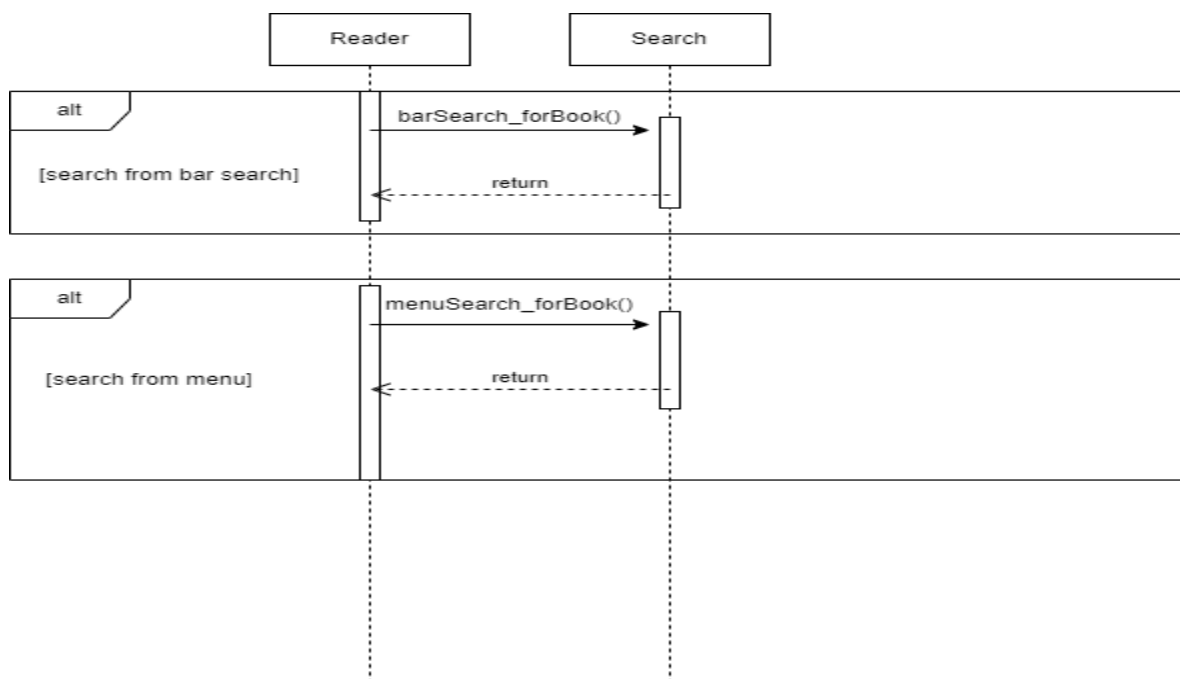 Reader
Search
alt
barSearch_forBook()
[search from bar search]
return
alt
menuSearch_forBook()
[search from menu]
return